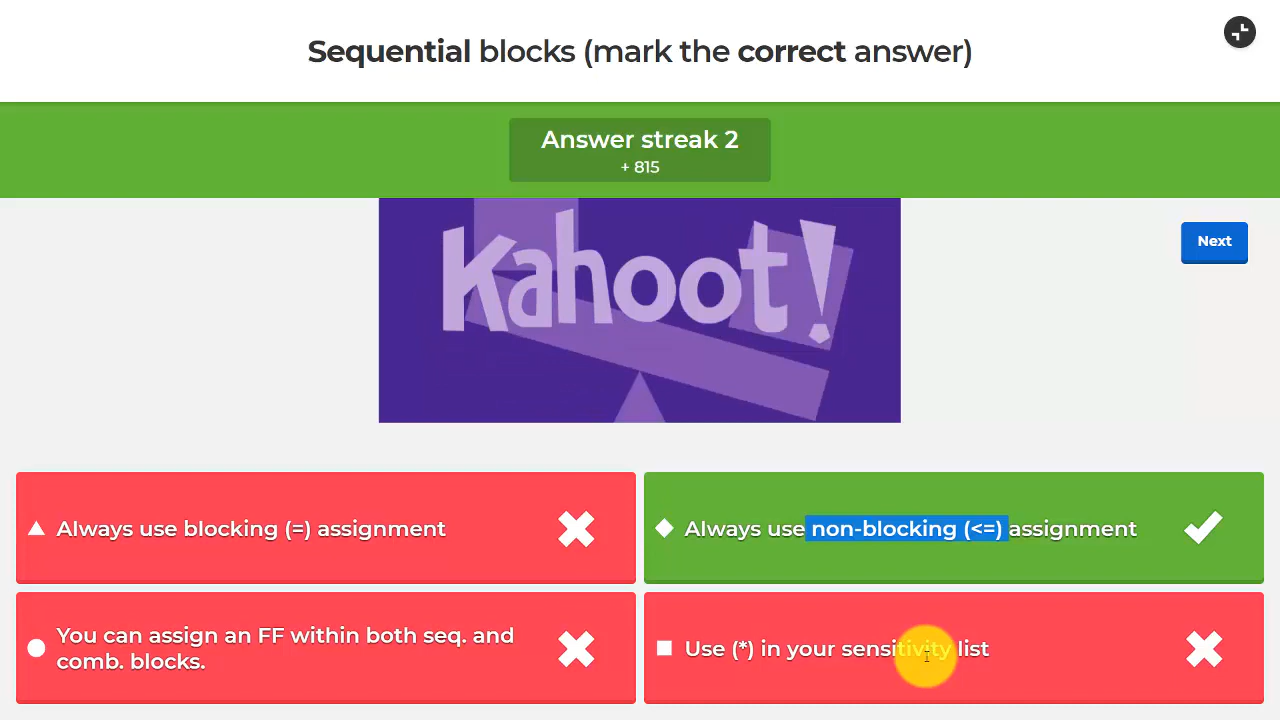 Sequential blocks (mark the correct answer)
Answer streak 2
+ 815
Kahoot!
Next
Always use blocking (=) assignment
Always use non-blocking (<=) assignment
You can assign an FF within both seq. and
comb. blocks.
Use (*) in your sensitivity list